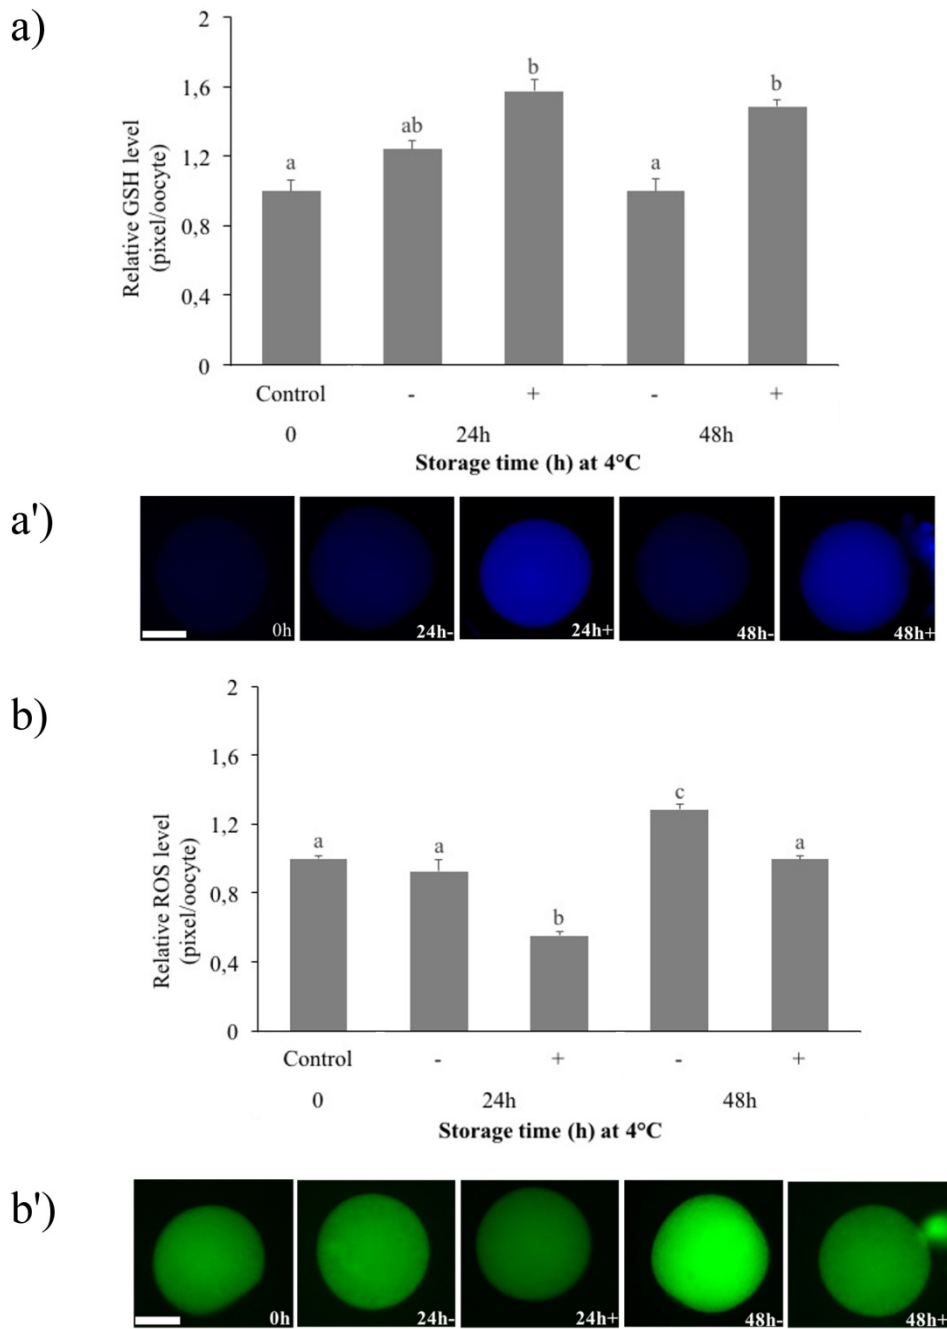 a)
2
1,6
1,2
0,8
0,4
0
Relative GSH level
(pixel/oocyte)
a
ab
b
a
b
Control - + - +
0 24h 48h
Storage time (h) at 4°C
a')
0h 24h- 24h+ 48h- 48h+
b)
2
1,6
1,2
0,8
0,4
0
Relative ROS level
(pixel/oocyte)
a
a
b
c
a
Control - + - +
0 24h 48h
Storage time (h) at 4°C
b')
0h 24h- 24h+ 48h- 48h+